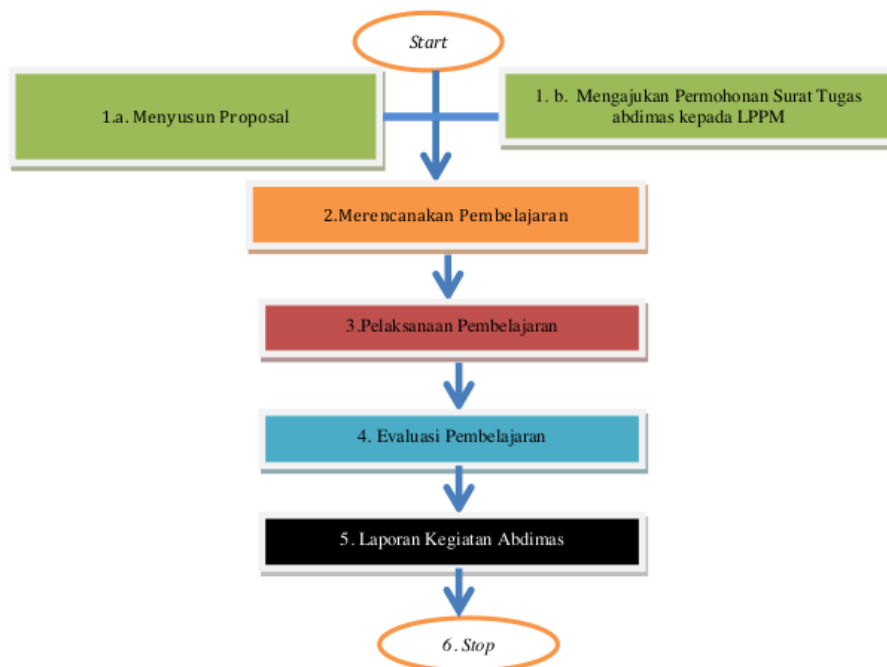 Start
1.a. Menyusun Proposal
1. b.  Mengajukan Permohonan Surat Tugas
abdimas kepada LPPM
2.Merencanakan Pembelajaran
3.Pelaksanaan Pembelajaran
4. Evaluasi Pembelajaran
5. Laporan Kegiatan Abdimas
6. Stop